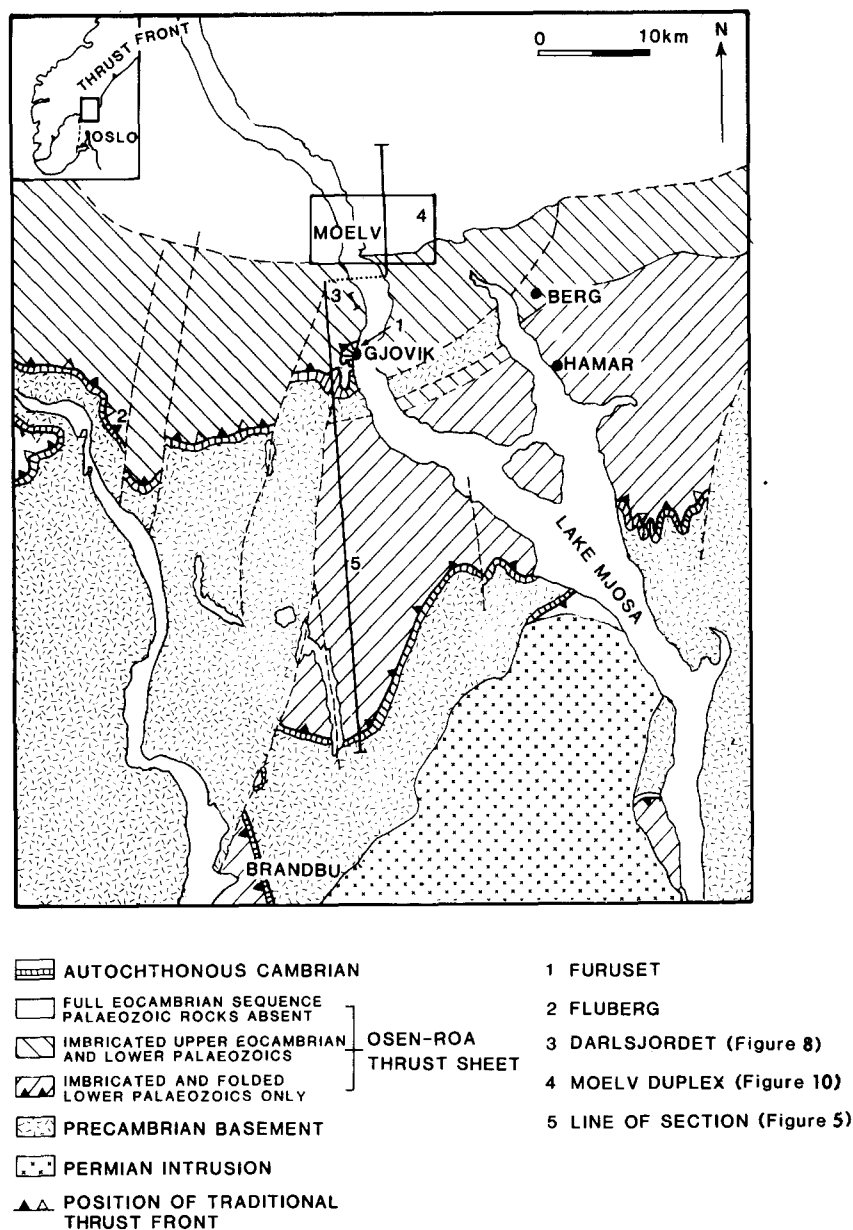 THRUST FRONT
OSLO
0 10km
N
MOELV
4
3
1
BERG
GJOVIK
HAMAR
2
5
LAKE MJOSA
BRANDBU
AUTOCHTHONOUS CAMBRIAN
FULL EOCAMBRIAN SEQUENCE
PALAEOZOIC ROCKS ABSENT
IMBRICATED UPPER EOCAMBRIAN
AND LOWER PALAEOZOICS
IMBRICATED AND FOLDED
LOWER PALAEOZOICS ONLY
OSEN-ROA
THRUST SHEET
PRECAMBRIAN BASEMENT
PERMIAN INTRUSION
POSITION OF TRADITIONAL
THRUST FRONT
1 FURUSET
2 FLUBERG
3 DARLSJORDET (Figure 8)
4 MOELV DUPLEX (Figure 10)
5 LINE OF SECTION (Figure 5)